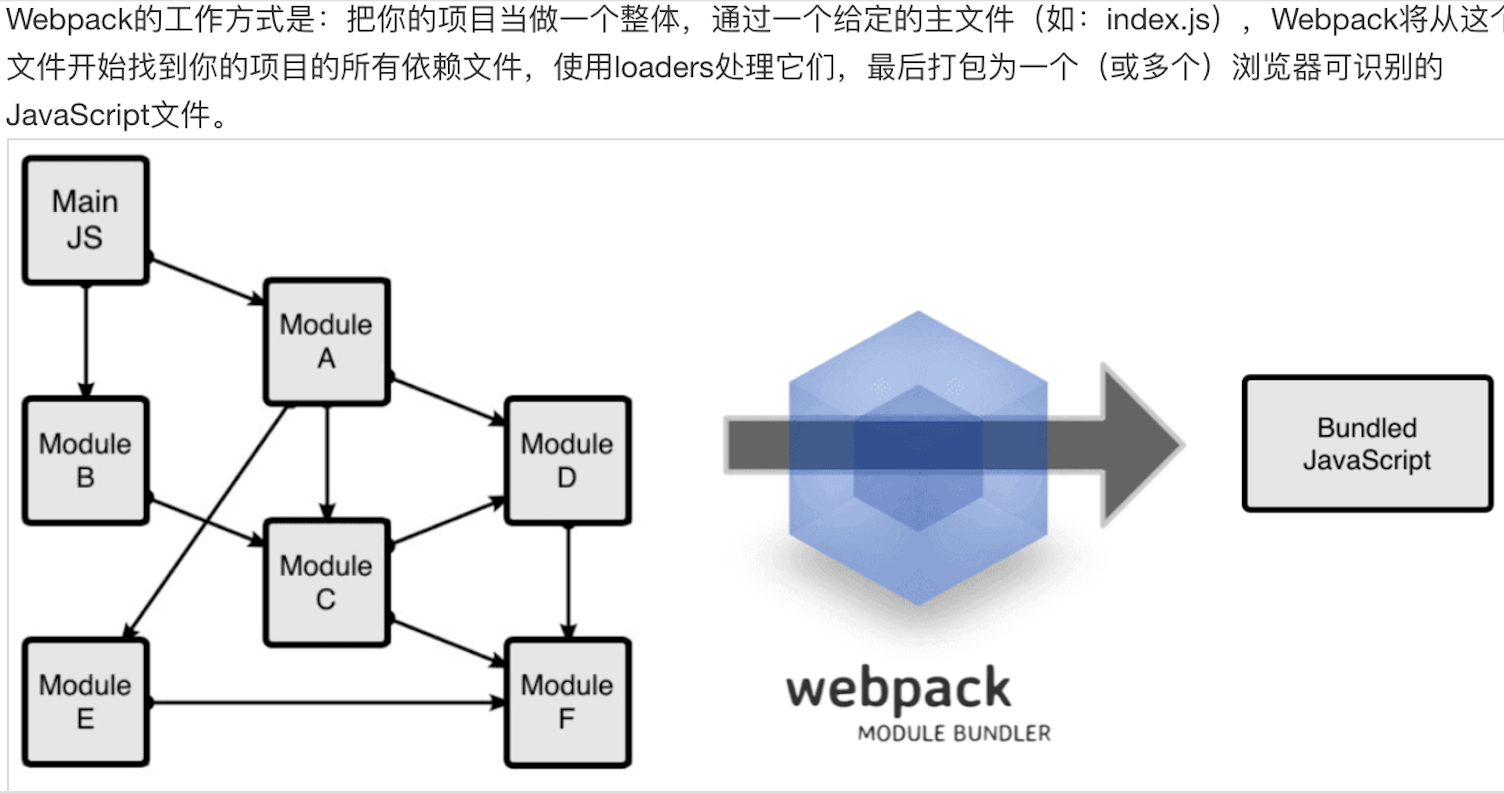 Webpack的工作方式是：把你的项目当做一个整体，通过一个给定的主文件（如：index.js），Webpack将从这个
文件开始找到你的项目的所有依赖文件，使用loaders处理它们，最后打包为一个（或多个）浏览器可识别的
JavaScript文件。
Main
JS
Module
A
Module
B
Module
D
Module
C
Module
E
Module
F
webpack
MODULE BUNDLER
Bundled
JavaScript